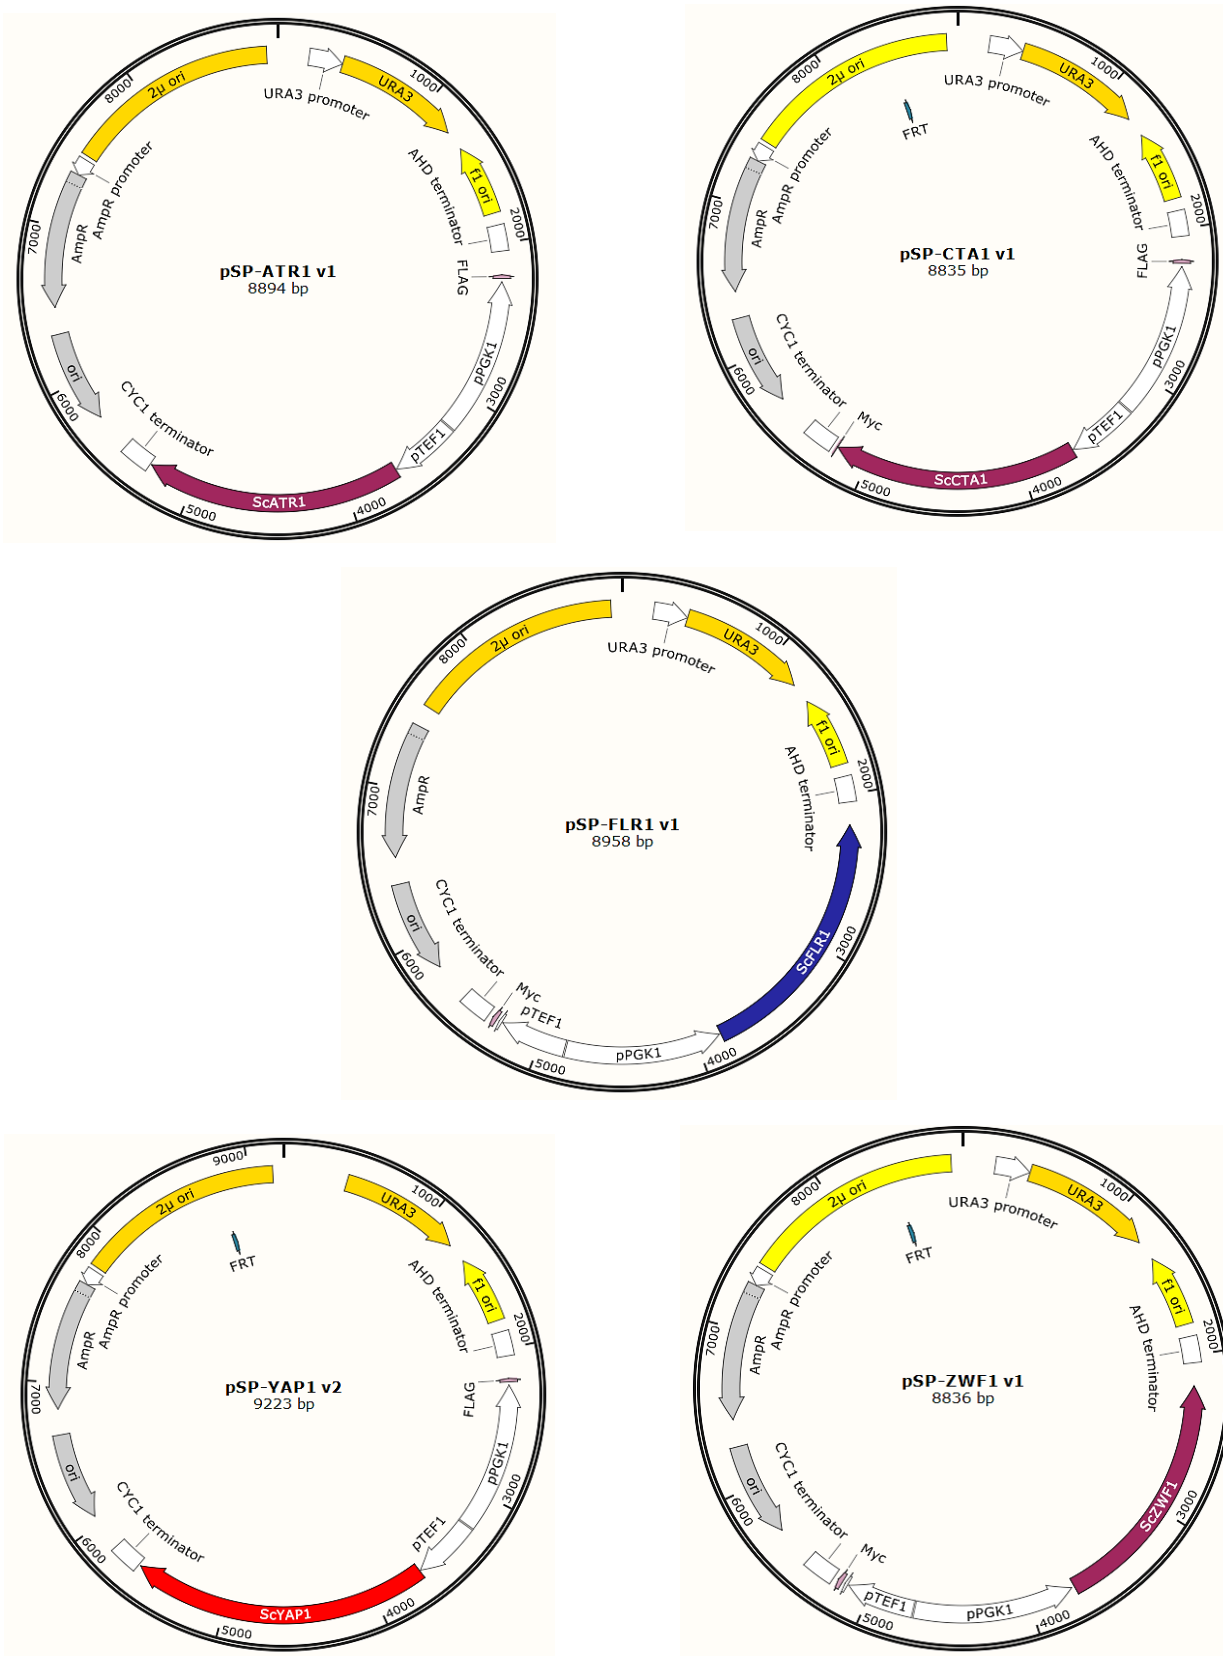 2µ ori
URA3 promoter
URA3
1000
f1 ori
AHD terminator
2000
FLAG
pPGK1
3000
pTEF1
4000
ScATR1
5000
CYC1 terminator
6000
ori
7000
AmpR
AmpR promoter
8000
pSP-ATR1 v1
8894 bp
2µ ori
FRT
URA3 promoter
URA3
1000
f1 ori
AHD terminator
2000
FLAG
pPGK1
3000
pTEF1
4000
ScCTA1
5000
Myc
CYC1 terminator
6000
ori
7000
AmpR
AmpR promoter
8000
pSP-CTA1 v1
8835 bp
2µ ori
URA3 promoter
URA3
1000
f1 ori
AHD terminator
2000
ScFLR1
3000
4000
pPGK1
5000
pTEF1
Myc
CYC1 terminator
6000
ori
7000
AmpR
8000
pSP-FLR1 v1
8958 bp
9000
2µ ori
FRT
URA3
1000
f1 ori
AHD terminator
2000
FLAG
pPGK1
3000
pTEF1
4000
ScYAP1
5000
CYC1 terminator
6000
ori
7000
AmpR
AmpR promoter
8000
pSP-YAP1 v2
9223 bp
2µ ori
FRT
URA3 promoter
URA3
1000
f1 ori
AHD terminator
2000
ScZWF1
3000
4000
pPGK1
5000
pTEF1
Myc
CYC1 terminator
6000
ori
7000
AmpR
AmpR promoter
8000
pSP-ZWF1 v1
8836 bp